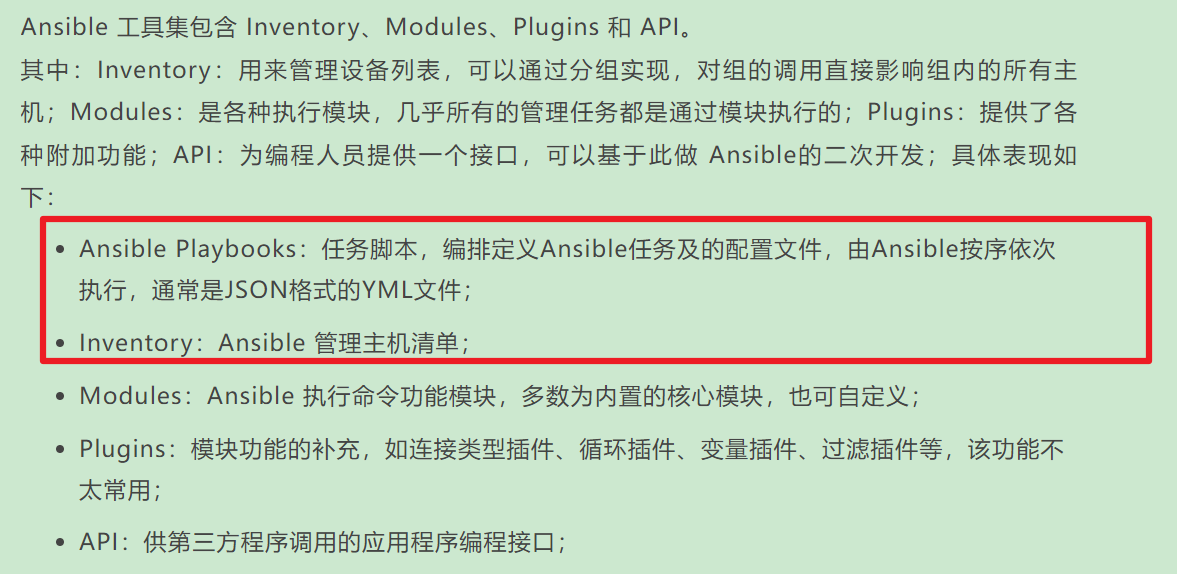 Ansible 工具集包含 Inventory、Modules、Plugins 和 API。
其中：Inventory：用来管理设备列表，可以通过分组实现，对组的调用直接影响组内的所有主
机；Modules：是各种执行模块，几乎所有的管理任务都是通过模块执行的；Plugins：提供了各
种附加功能；API：为编程人员提供一个接口，可以基于此做 Ansible的二次开发；具体表现如
下：
• Ansible Playbooks：任务脚本，编排定义Ansible任务及的配置文件，由Ansible按序依次
执行，通常是JSON格式的YML文件；
• Inventory：Ansible 管理主机清单；
• Modules：Ansible 执行命令功能模块，多数为内置的核心模块，也可自定义；
• Plugins：模块功能的补充，如连接类型插件、循环插件、变量插件、过滤插件等，该功能不
太常用；
• API：供第三方程序调用的应用程序编程接口；